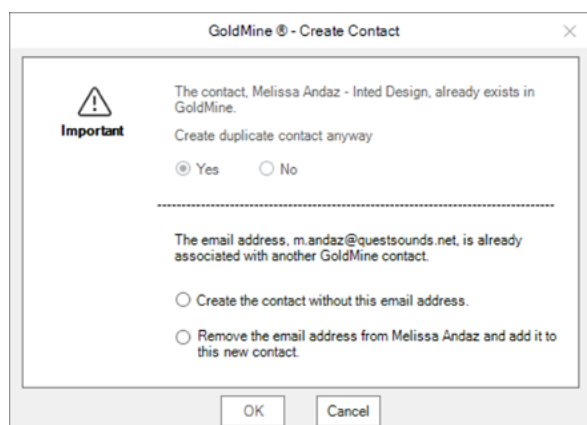 GoldMine ® - Create Contact
The contact, Melissa Andaz - Inted Design, already exists in
GoldMine.
Important
Create duplicate contact anyway
Yes No
--------------------------------------------------------------------------------
The email address, m.andaz@questsounds.net, is already
associated with another GoldMine contact.
Create the contact without this email address.
Remove the email address from Melissa Andaz and add it to
this new contact.
OK Cancel